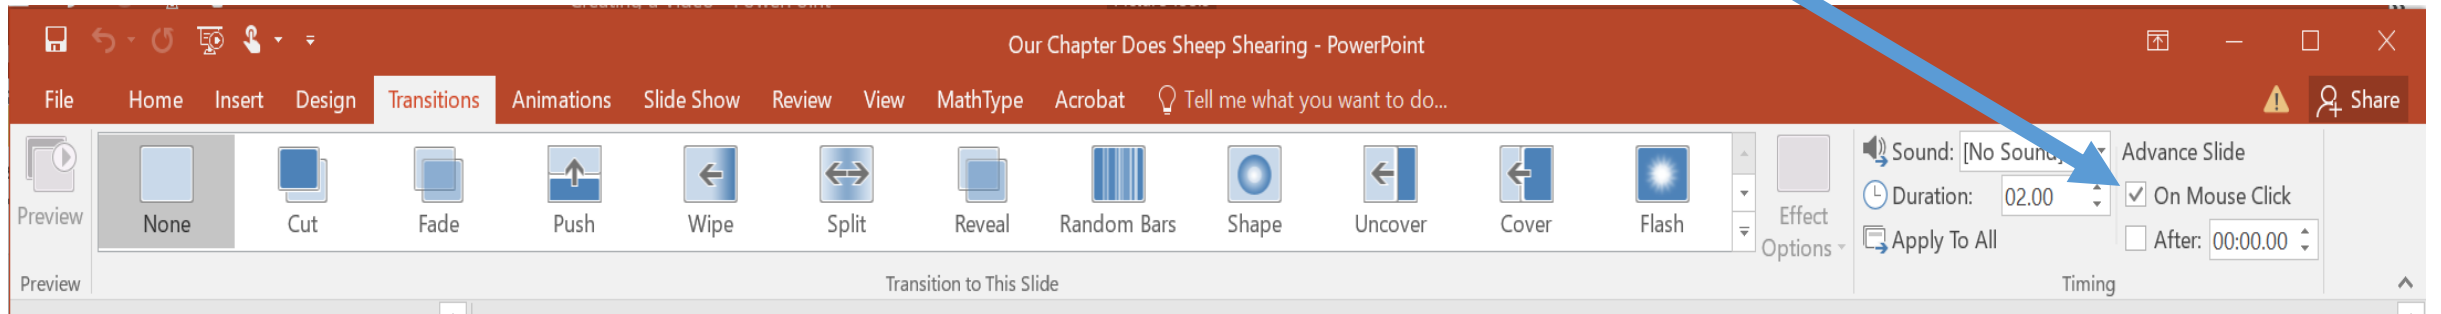 Our Chapter Does Sheep Shearing - PowerPoint
File Home Insert Design Transitions Animations Slide Show Review View MathType Acrobat Tell me what you want to do... Share
Sound: [No Sound] Advance Slide
Preview None Cut Fade Push Wipe Split Reveal Random Bars Shape Uncover Cover Flash Effect Options Duration: 02.00 On Mouse Click
Apply To All After: 00:00.00
Preview Transition to This Slide Timing